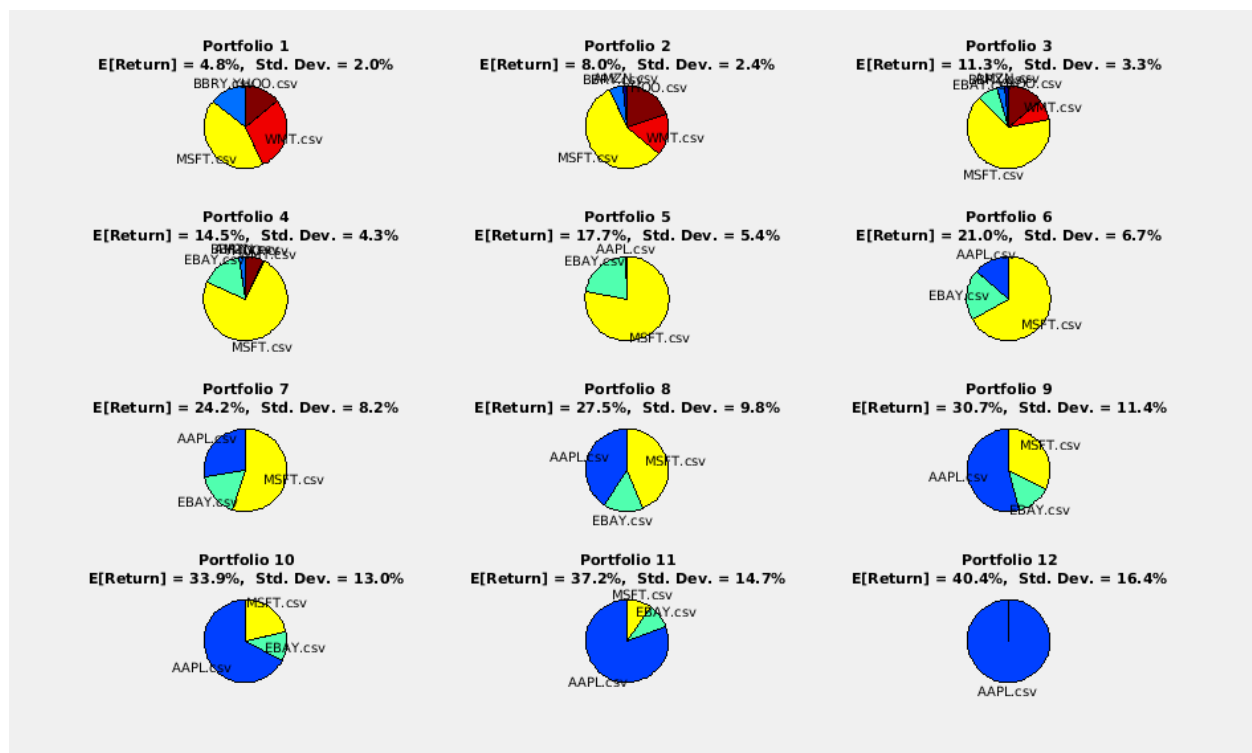 Portfolio 1
E[Return] = 4.8%, Std. Dev. = 2.0%
BBRY.YHOO.csv
WMT.csv
MSFT.csv
Portfolio 2
E[Return] = 8.0%, Std. Dev. = 2.4%
AMZN.csv
WMT.csv
MSFT.csv
Portfolio 3
E[Return] = 11.3%, Std. Dev. = 3.3%
AMZN.csv
WMT.csv
MSFT.csv
Portfolio 4
E[Return] = 14.5%, Std. Dev. = 4.3%
EBAY.csv
MSFT.csv
Portfolio 5
E[Return] = 17.7%, Std. Dev. = 5.4%
AAPL.csv
EBAY.csv
MSFT.csv
Portfolio 6
E[Return] = 21.0%, Std. Dev. = 6.7%
AAPL.csv
EBAY.csv
MSFT.csv
Portfolio 7
E[Return] = 24.2%, Std. Dev. = 8.2%
AAPL.csv
MSFT.csv
EBAY.csv
Portfolio 8
E[Return] = 27.5%, Std. Dev. = 9.8%
AAPL.csv
MSFT.csv
EBAY.csv
Portfolio 9
E[Return] = 30.7%, Std. Dev. = 11.4%
MSFT.csv
AAPL.csv
EBAY.csv
Portfolio 10
E[Return] = 33.9%, Std. Dev. = 13.0%
MSFT.csv
EBAY.csv
AAPL.csv
Portfolio 11
E[Return] = 37.2%, Std. Dev. = 14.7%
MSFT.csv
EBAY.csv
AAPL.csv
Portfolio 12
E[Return] = 40.4%, Std. Dev. = 16.4%
AAPL.csv